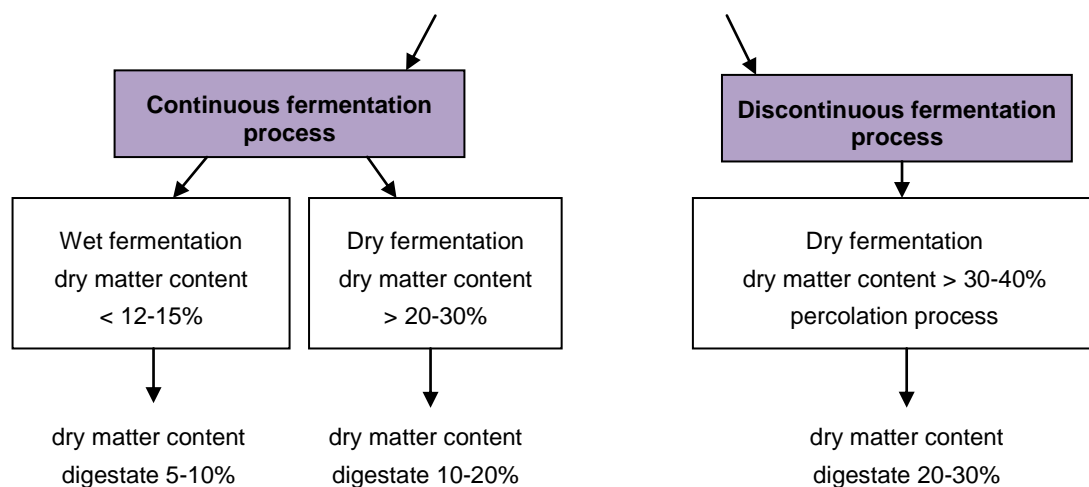 Continuous fermentation
process
Discontinuous fermentation
process
Wet fermentation
dry matter content
< 12-15%
Dry fermentation
dry matter content
> 20-30%
Dry fermentation
dry matter content > 30-40%
percolation process
dry matter content
digestate 5-10%
dry matter content
digestate 10-20%
dry matter content
digestate 20-30%